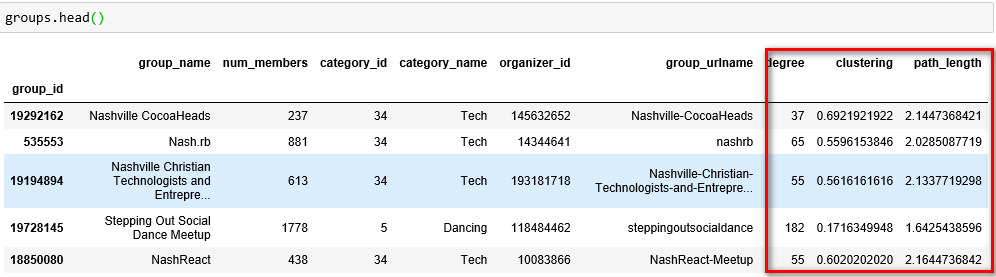 groups.head()
group_name num_members category_id category_name organizer_id group_urlname degree clustering path_length
group_id
19292162 Nashville CocoaHeads 237 34 Tech 145632652 Nashville-CocoaHeads 37 0.6921921922 2.1447368421
535553 Nash.rb 881 34 Tech 14344641 nashrb 65 0.5596153846 2.0285087719
Nashville Christian
19194894 Technologists and 613 34 Tech 193181718 Nashville-Christian- 55 0.5616161616 2.1337719298
Entrepre... Technologists-and-Entrepre...
19728145 Stepping Out Social 1778 5 Dancing 118484462 steppingoutsocialdance 182 0.1716349948 1.6425438596
Dance Meetup
18850080 NashReact 438 34 Tech 10083866 NashReact-Meetup 55 0.6020202020 2.1644736842